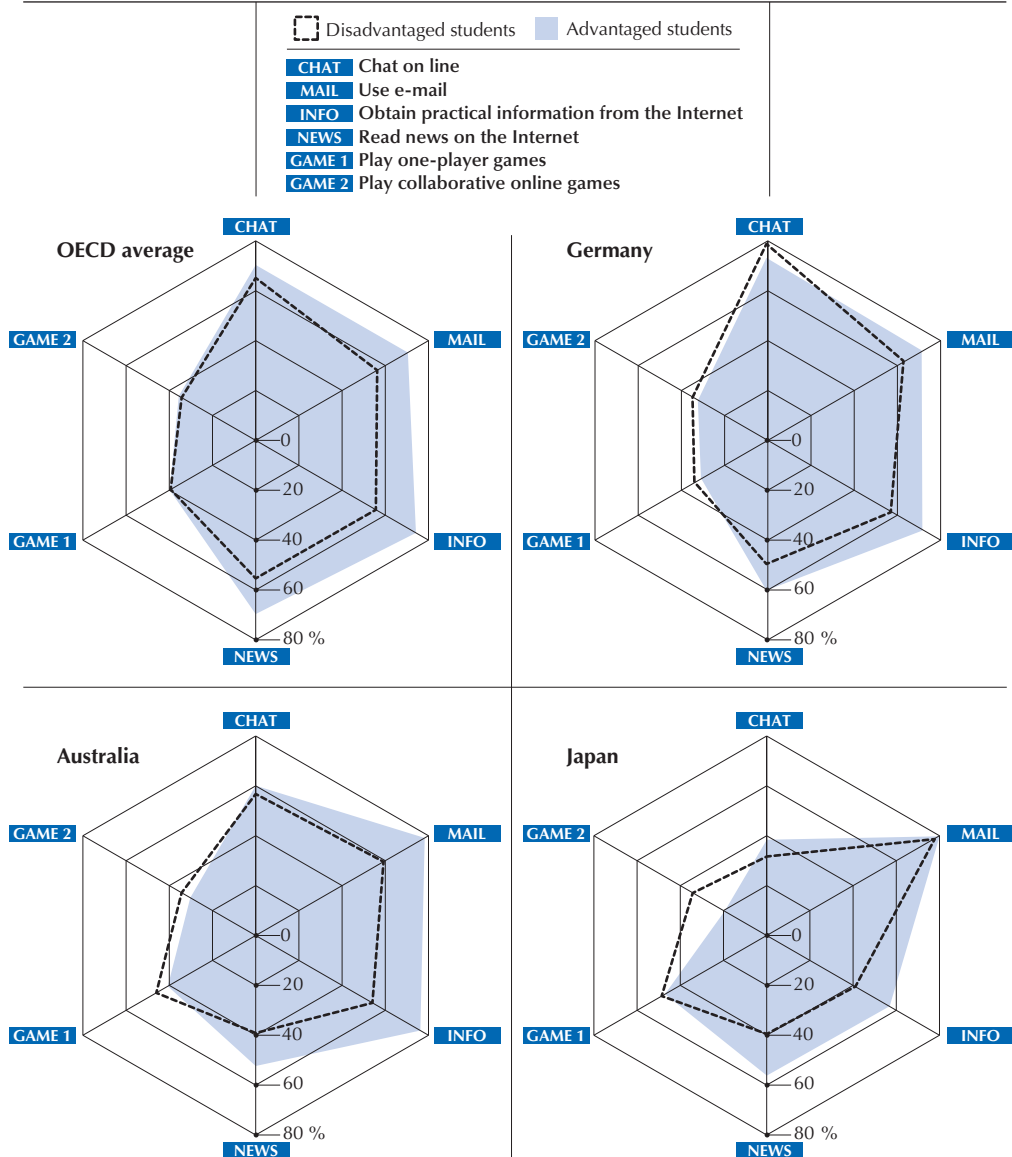 Disadvantaged students Advantaged students
CHAT Chat on line
MAIL Use e-mail
INFO Obtain practical information from the Internet
NEWS Read news on the Internet
GAME 1 Play one-player games
GAME 2 Play collaborative online games
OECD average
CHAT
GAME 2
MAIL
0
20
40
60
80 %
GAME 1
INFO
NEWS
Germany
CHAT
GAME 2
MAIL
0
20
40
60
80 %
GAME 1
INFO
NEWS
Australia
CHAT
GAME 2
MAIL
0
20
40
60
80 %
GAME 1
INFO
NEWS
Japan
CHAT
GAME 2
MAIL
0
20
40
60
80 %
GAME 1
INFO
NEWS